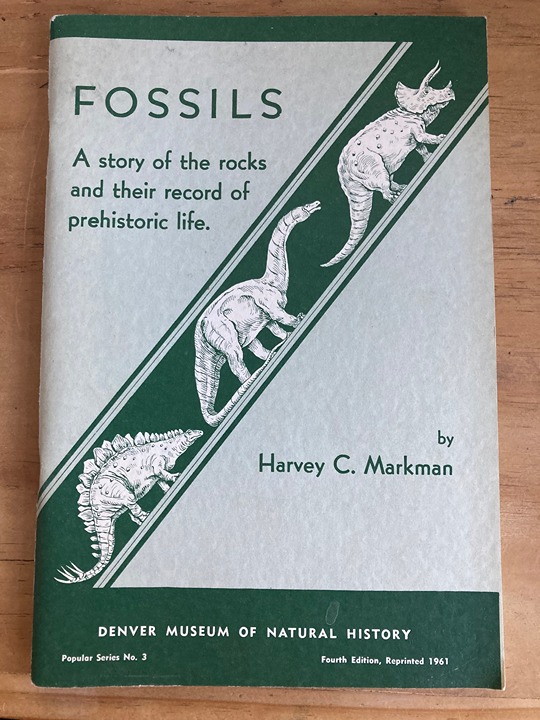 FOSSILS
A story of the rocks
and their record of
prehistoric life.
by
Harvey C. Markman
DENVER MUSEUM OF NATURAL HISTORY
Popular Series No. 3
Fourth Edition, Reprinted 1961